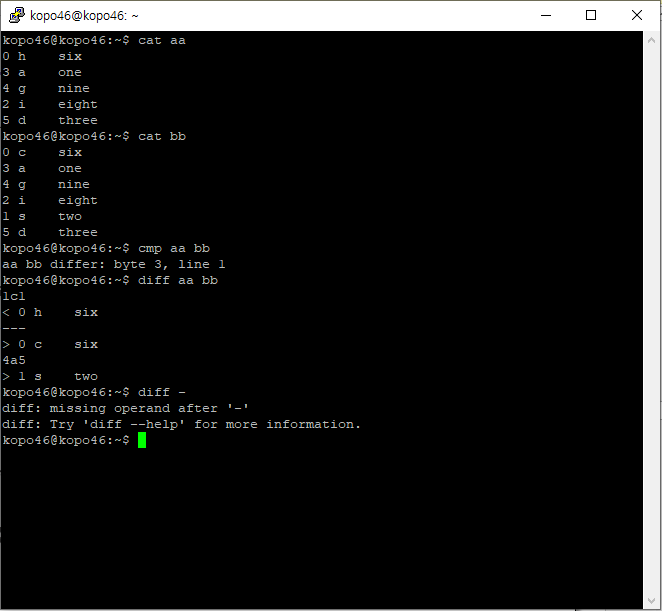 kopo46@kopo46: ~
kopo46@kopo46:~$ cat aa
0 h    six
3 a    one
4 g    nine
2 i    eight
5 d    three
kopo46@kopo46:~$ cat bb
0 c    six
3 a    one
4 g    nine
2 i    eight
1 s    two
5 d    three
kopo46@kopo46:~$ cmp aa bb
aa bb differ: byte 3, line 1
kopo46@kopo46:~$ diff aa bb
1c1
< 0 h    six
---
> 0 c    six
4a5
> 1 s    two
kopo46@kopo46:~$ diff -
diff: missing operand after '-'
diff: Try 'diff --help' for more information.
kopo46@kopo46:~$